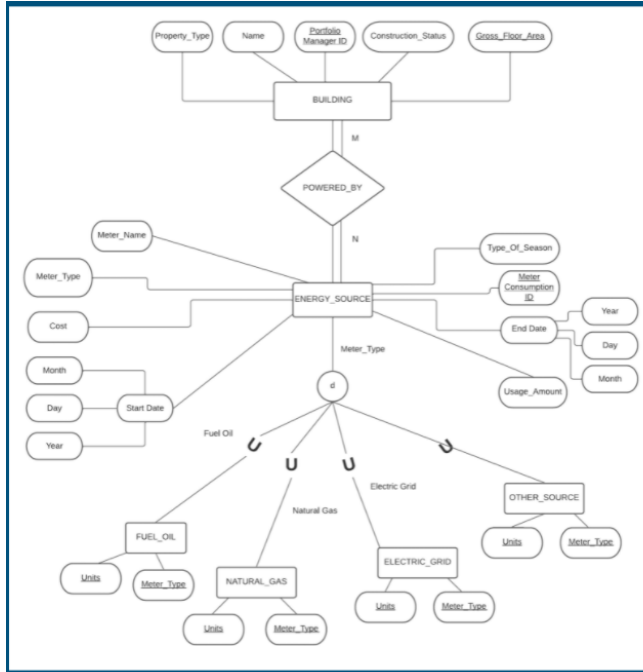 Property_Type
Name
Portfolio
Manager ID
Construction_Status
Gross_Floor_Area
BUILDING
M
POWERED_BY
N
Meter_Name
Type_Of_Season
Meter_Type
Meter
Consumption
ID
ENERGY_SOURCE
Cost
End Date
Year
Day
Month
Meter_Type
Month
Day
Start Date
Year
Usage_Amount
d
Fuel Oil
U
U
U
U
Electric Grid
Natural Gas
OTHER_SOURCE
Units
Meter_Type
FUEL_OIL
Units
Meter_Type
NATURAL_GAS
Units
Meter_Type
ELECTRIC_GRID
Units
Meter_Type